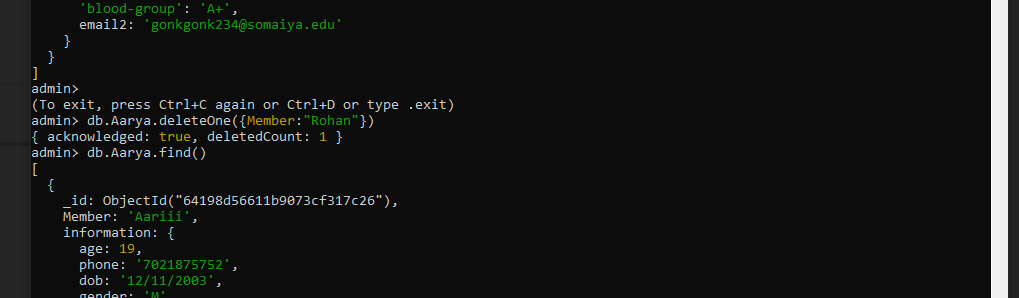 'blood-group': 'A+',
email2: 'gonkgonk234@somaiya.edu'
}
}
]
admin>
(To exit, press Ctrl+C again or Ctrl+D or type .exit)
admin> db.Aarya.deleteOne({Member:"Rohan"})
{ acknowledged: true, deletedCount: 1 }
admin> db.Aarya.find()
[
{
_id: ObjectId("64198d56611b9073cf317c26"),
Member: 'Aariii',
information: {
age: 19,
phone: '7021875752',
dob: '12/11/2003',
gender: 'M'